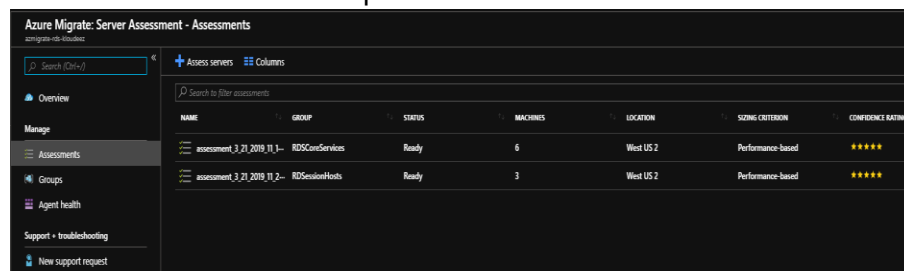 Azure Migrate: Server Assessment - Assessments
azmigrate-rds-kloudeez
Search (Ctrl+/)
«
Assess servers Columns
Search to filter assessments
Overview
Manage
Assessments
Groups
Agent health
Support + troubleshooting
New support request
NAME GROUP STATUS MACHINES LOCATION SIZING CRITERION CONFIDENCE RATING
assessment_3_21_2019_11_1... RDSCoreServices Ready 6 West US 2 Performance-based
assessment_3_21_2019_11_2... RDSessionHosts Ready 3 West US 2 Performance-based